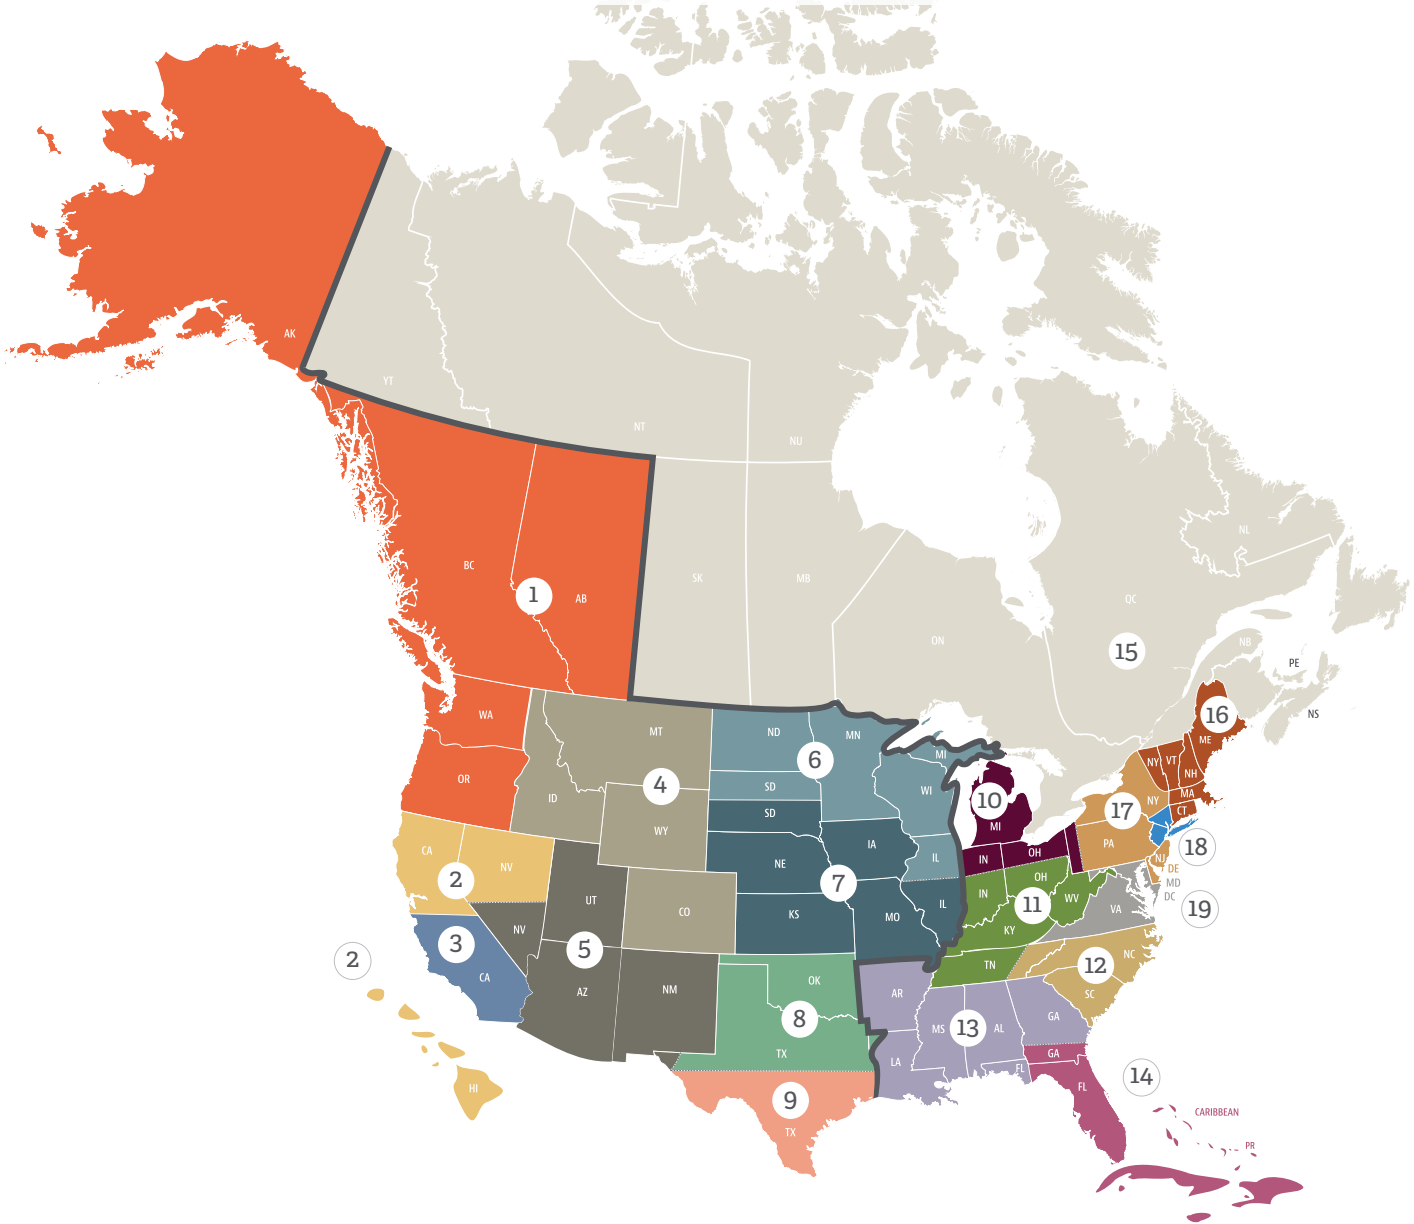 AK
YT
NT
NU
NL
BC
1
AB
SK
MB
ON
QC
15
NB
PE
NS
WA
OR
MT
ID
4
WY
ND
6
MN
SD
SD
MI
WI
10
MI
16
ME
NY
VT
NH
MA
CT
17
NY
PA
18
NJ
DE
MD
DC
19
CA
NV
2
3
CA
NV
UT
5
CO
AZ
NM
NE
IA
IL
7
KS
MO
IL
IN
OH
IN
OH
11
WV
VA
KY
TN
NC
12
SC
2
HI
OK
8
TX
9
TX
AR
MS
13
AL
GA
LA
FL
GA
FL
14
CARIBBEAN
PR